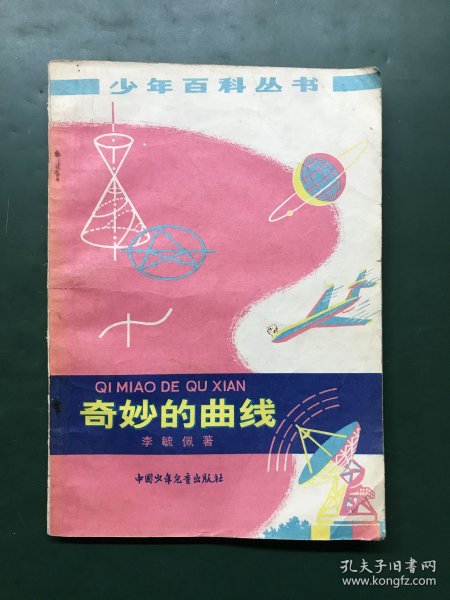 少年百科丛书
QI MIAO DE QU XIAN
奇妙的曲线
李毓佩著
中国少年儿童出版社
孔夫子旧书网
www.kongfz.com